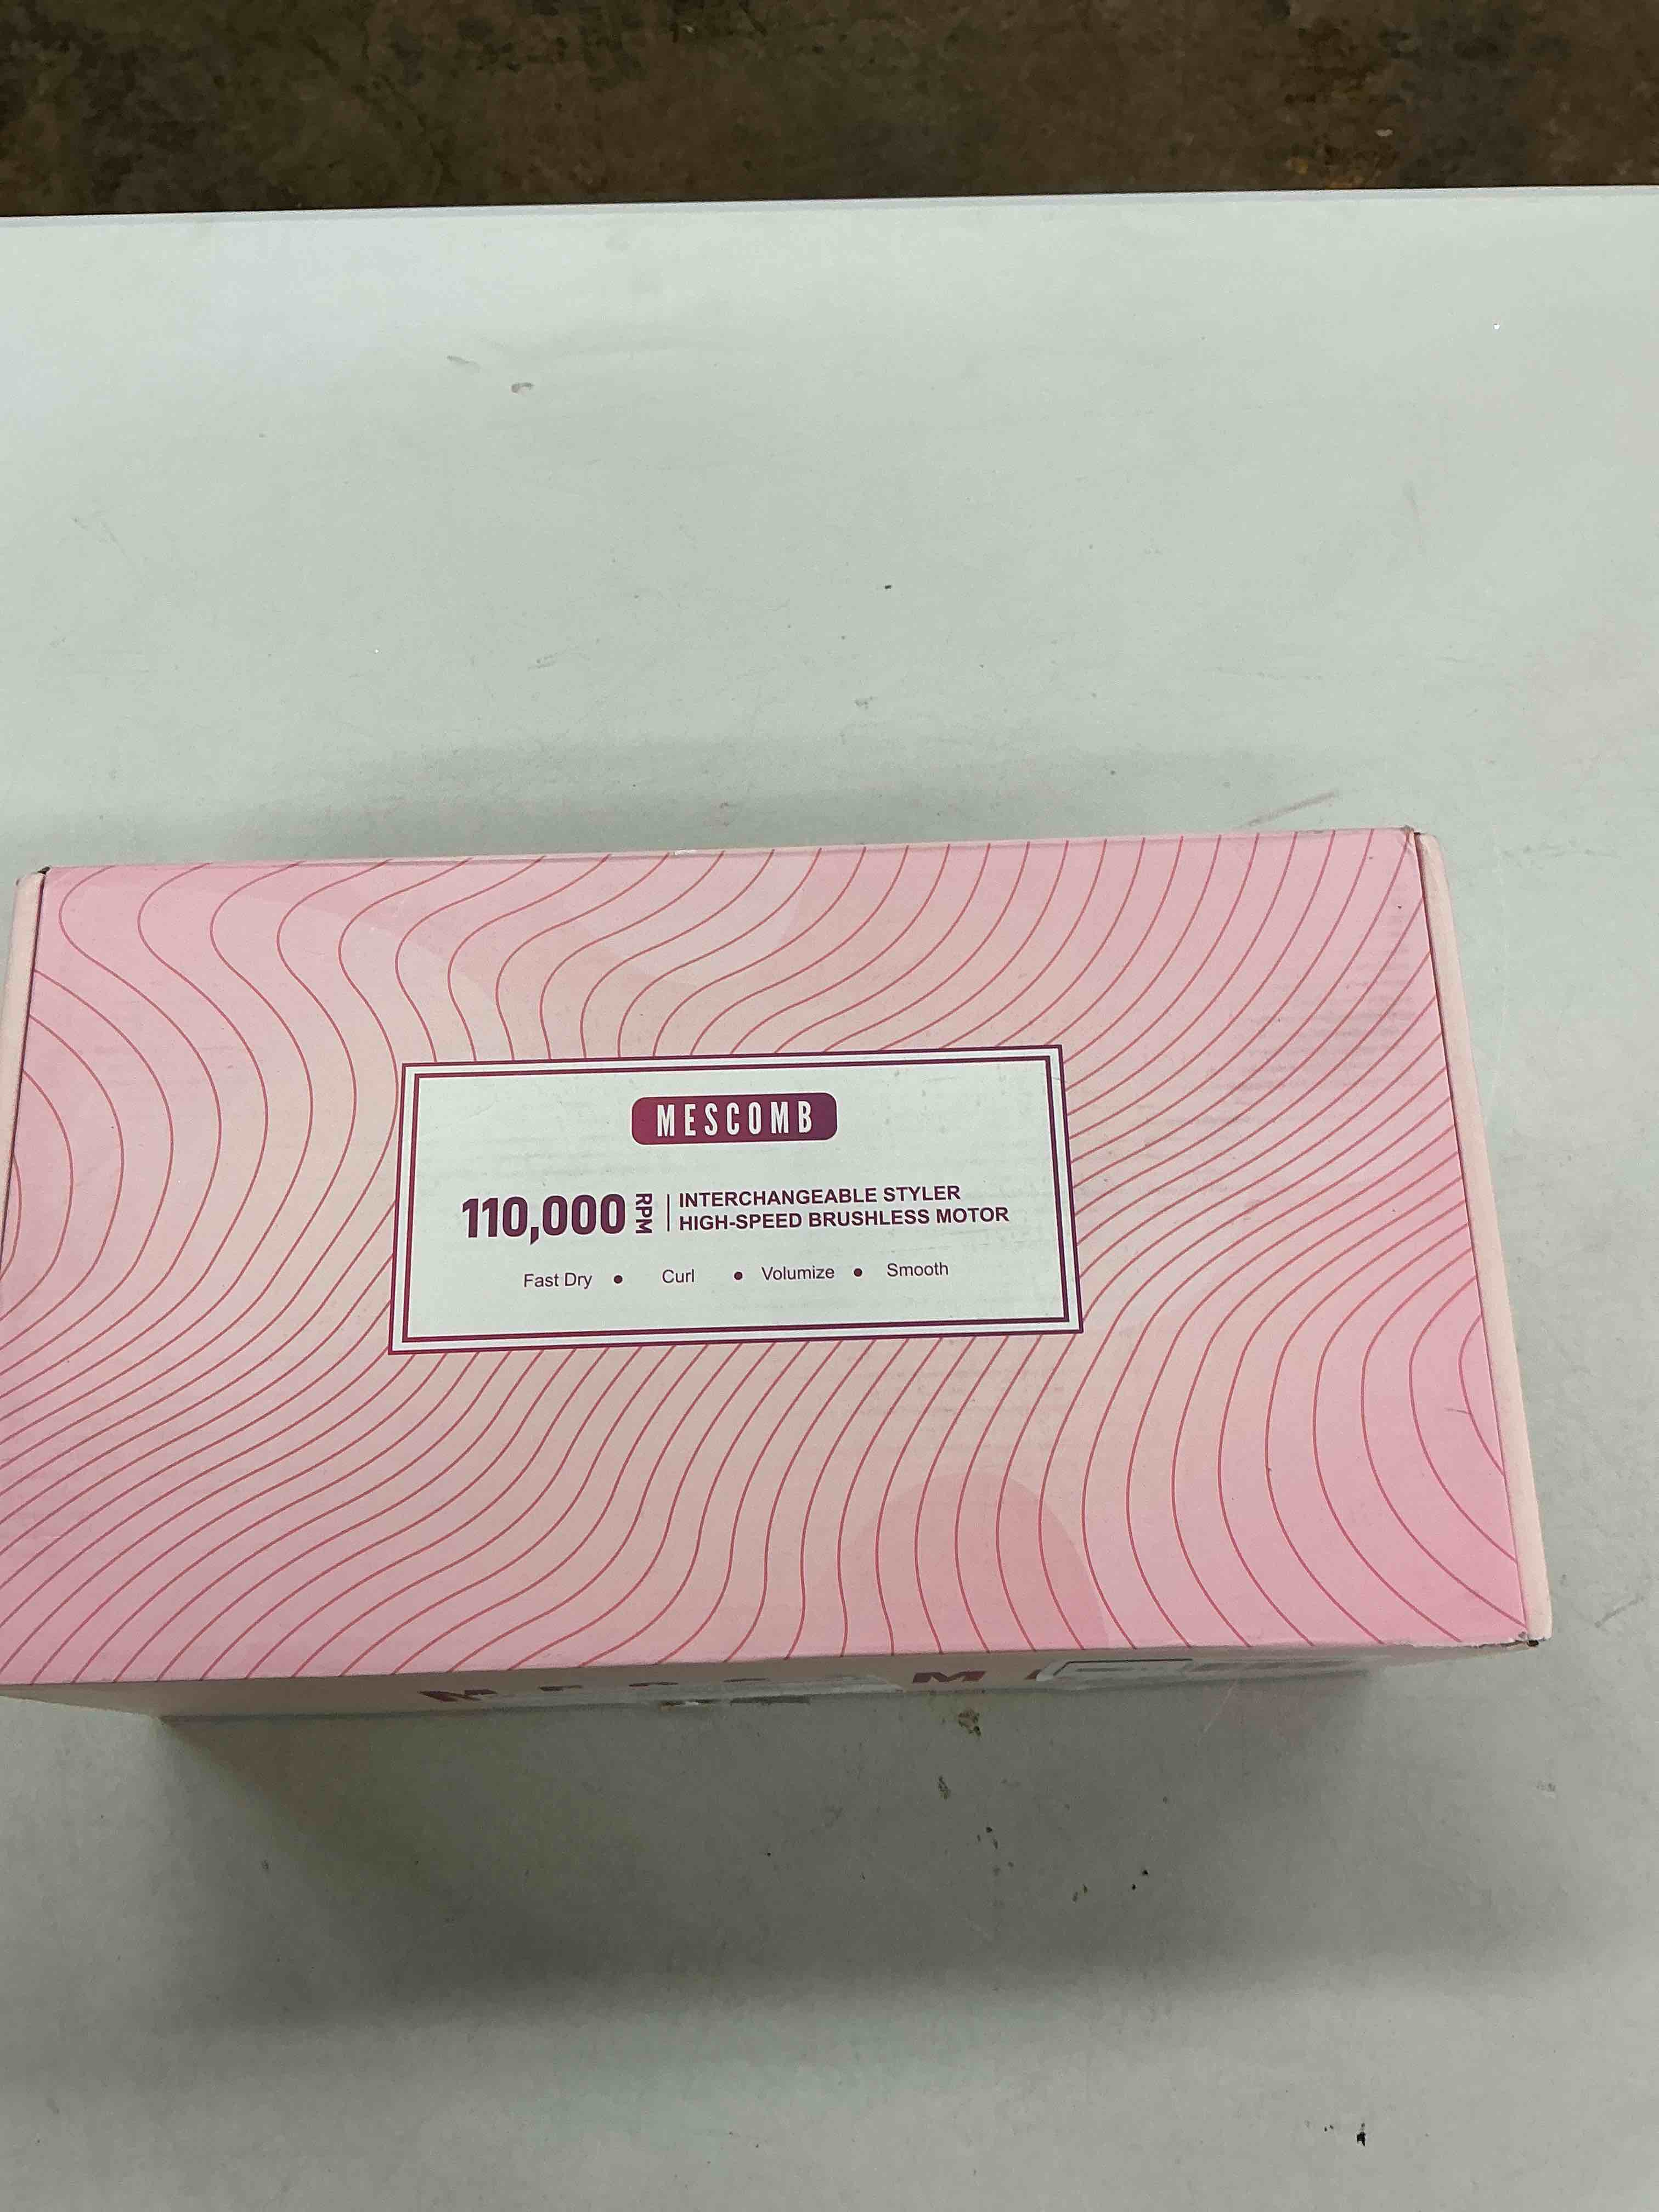 MESCOMB
110,000 RPM
INTERCHANGEABLE STYLER
HIGH-SPEED BRUSHLESS MOTOR
Fast Dry • Curl • Volumize • Smooth